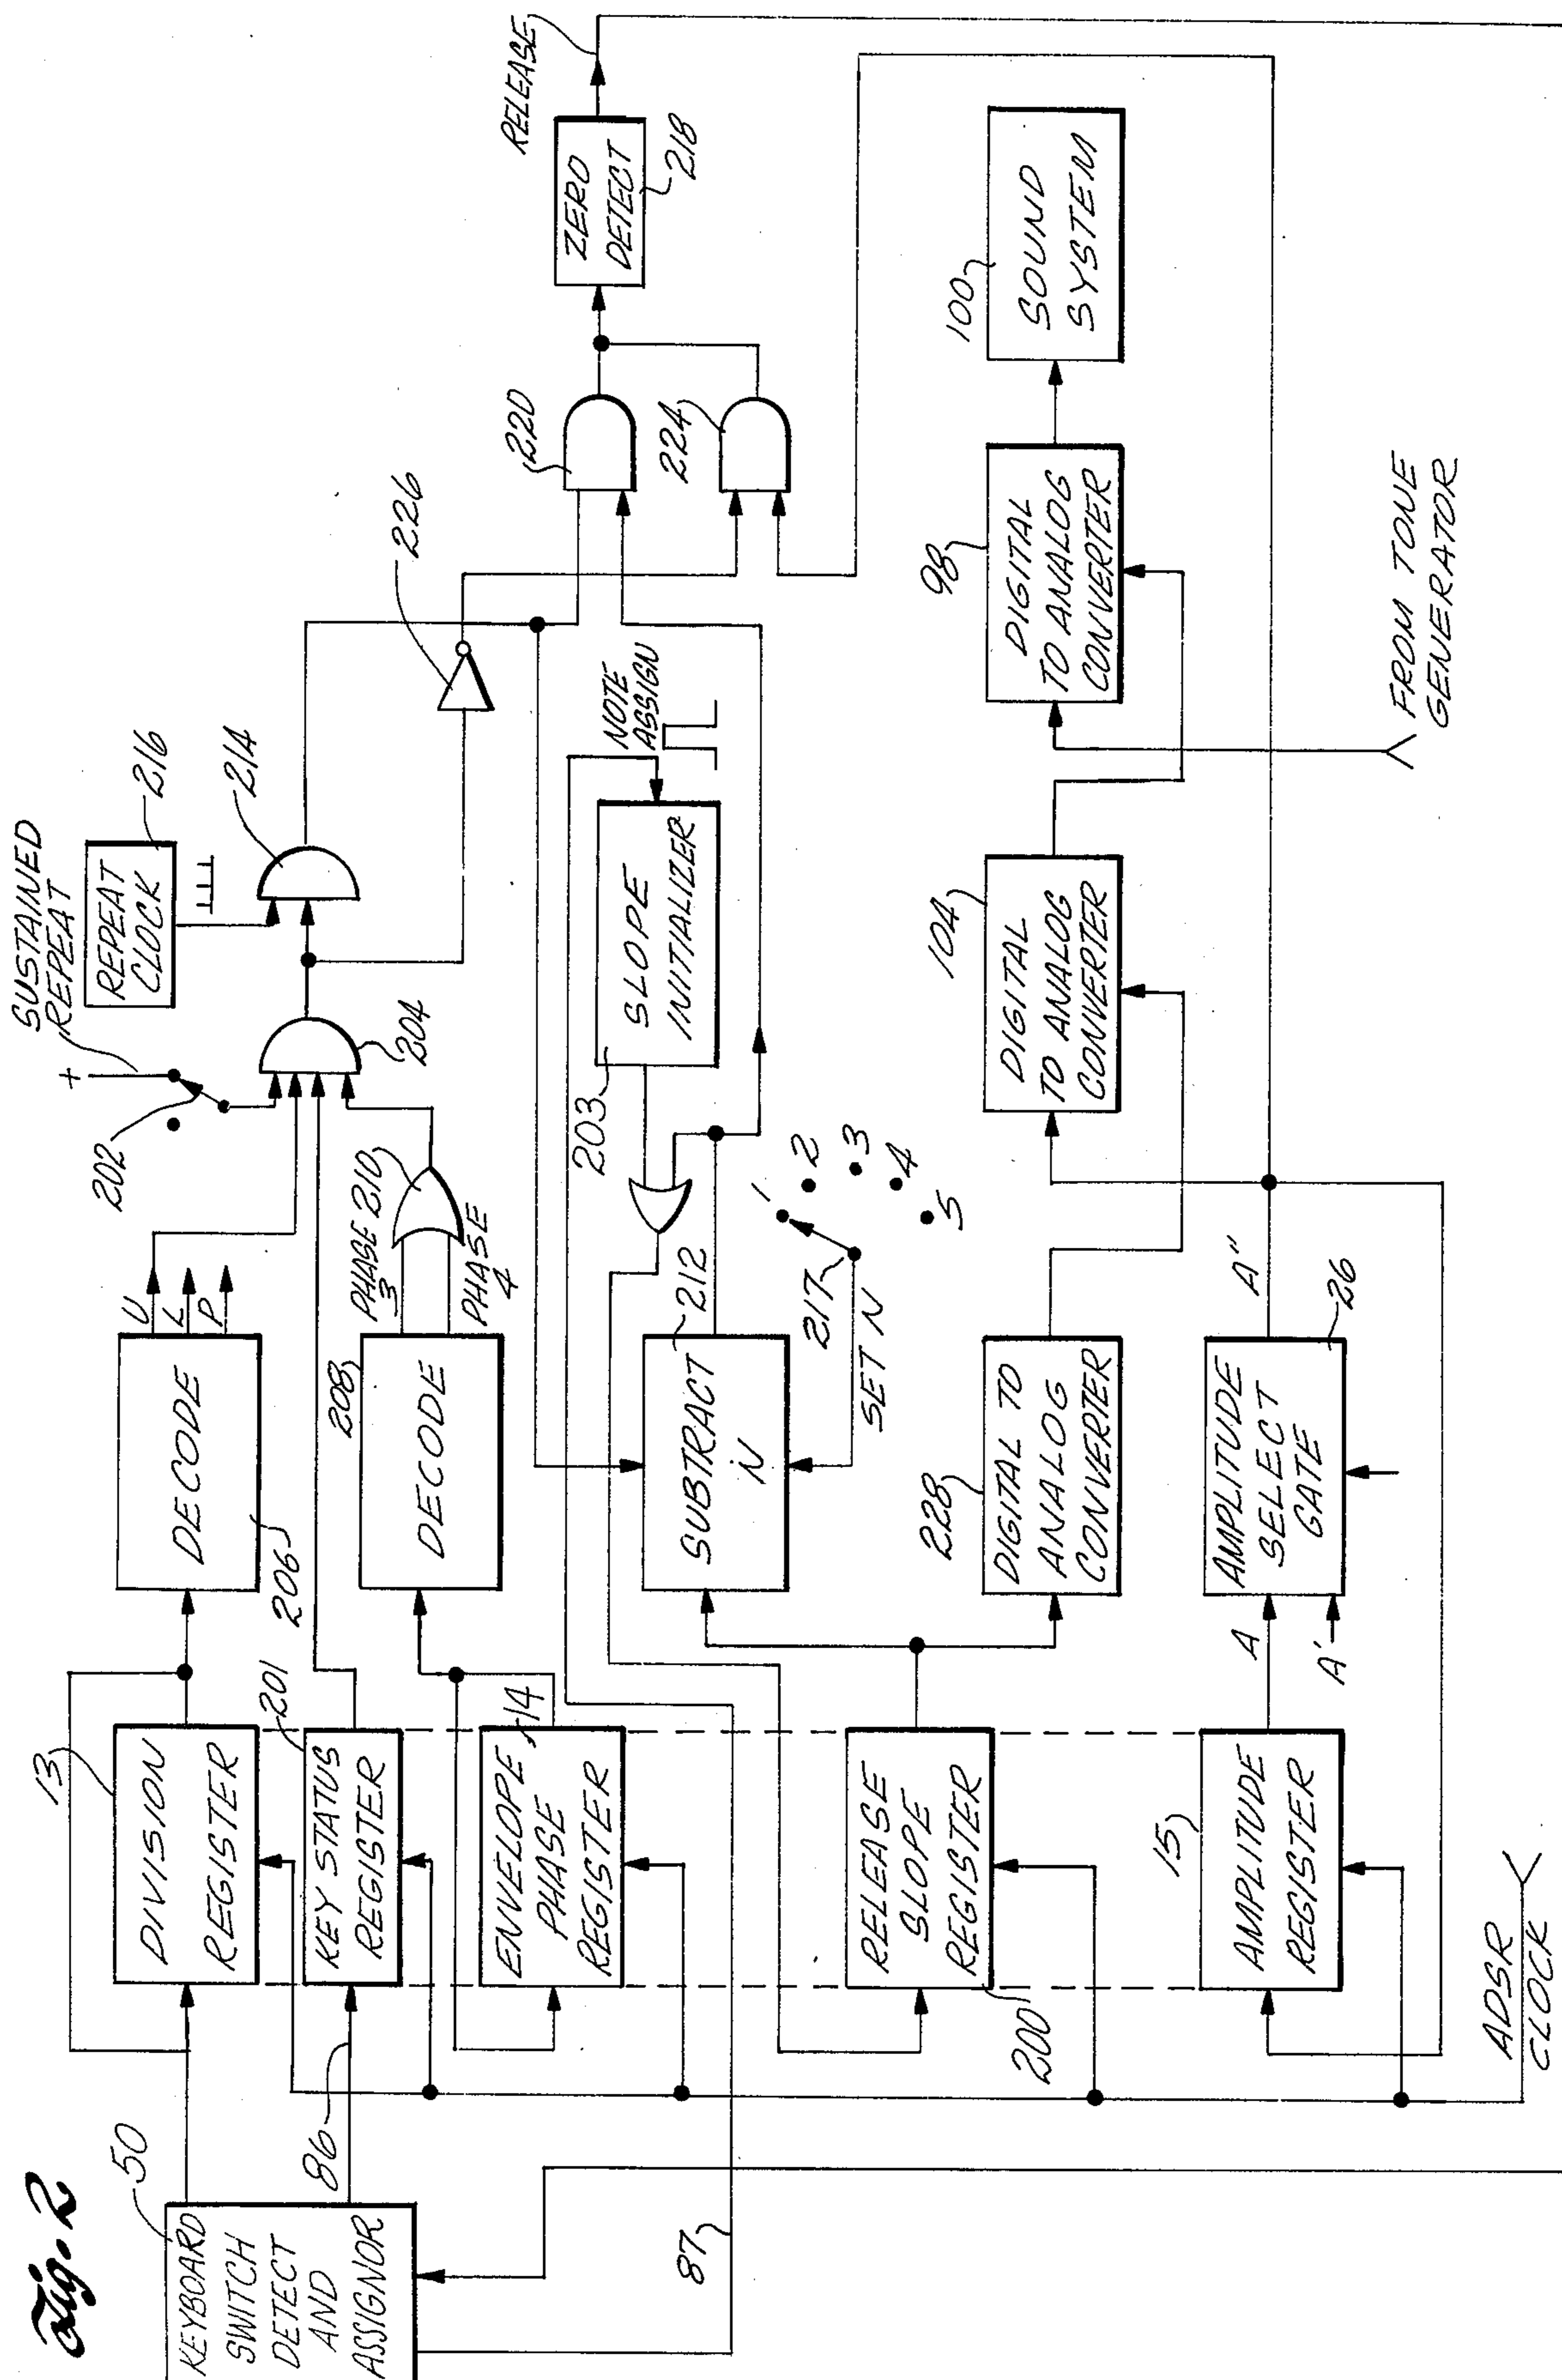 Fig. 2
50
KEYBOARD
SWITCH
DETECT
AND
ASSIGNOR
86
87
13
DIVISION
REGISTER
201
KEY STATUS
REGISTER
ENVELOPE
PHASE
REGISTER
14
RELEASE
SLOPE
REGISTER
200
15
AMPLITUDE
REGISTER
ADSR
CLOCK
DECODE
206
U
L
P
208
DECODE
PHASE
3
PHASE
4
210
SUBTRACT
N
212
217
SET N
1
2
3
4
5
228
DIGITAL TO
ANALOG
CONVERTER
A
A'
AMPLITUDE
SELECT
GATE
26
A"
202
+
SUSTAINED
REPEAT
204
REPEAT
CLOCK
216
214
226
203
SLOPE
INITIALIZER
NOTE
ASSIGN
104
DIGITAL
TO ANALOG
CONVERTER
98
DIGITAL
TO ANALOG
CONVERTER
FROM TONE
GENERATOR
100
SOUND
SYSTEM
220
224
ZERO
DETECT
218
RELEASE